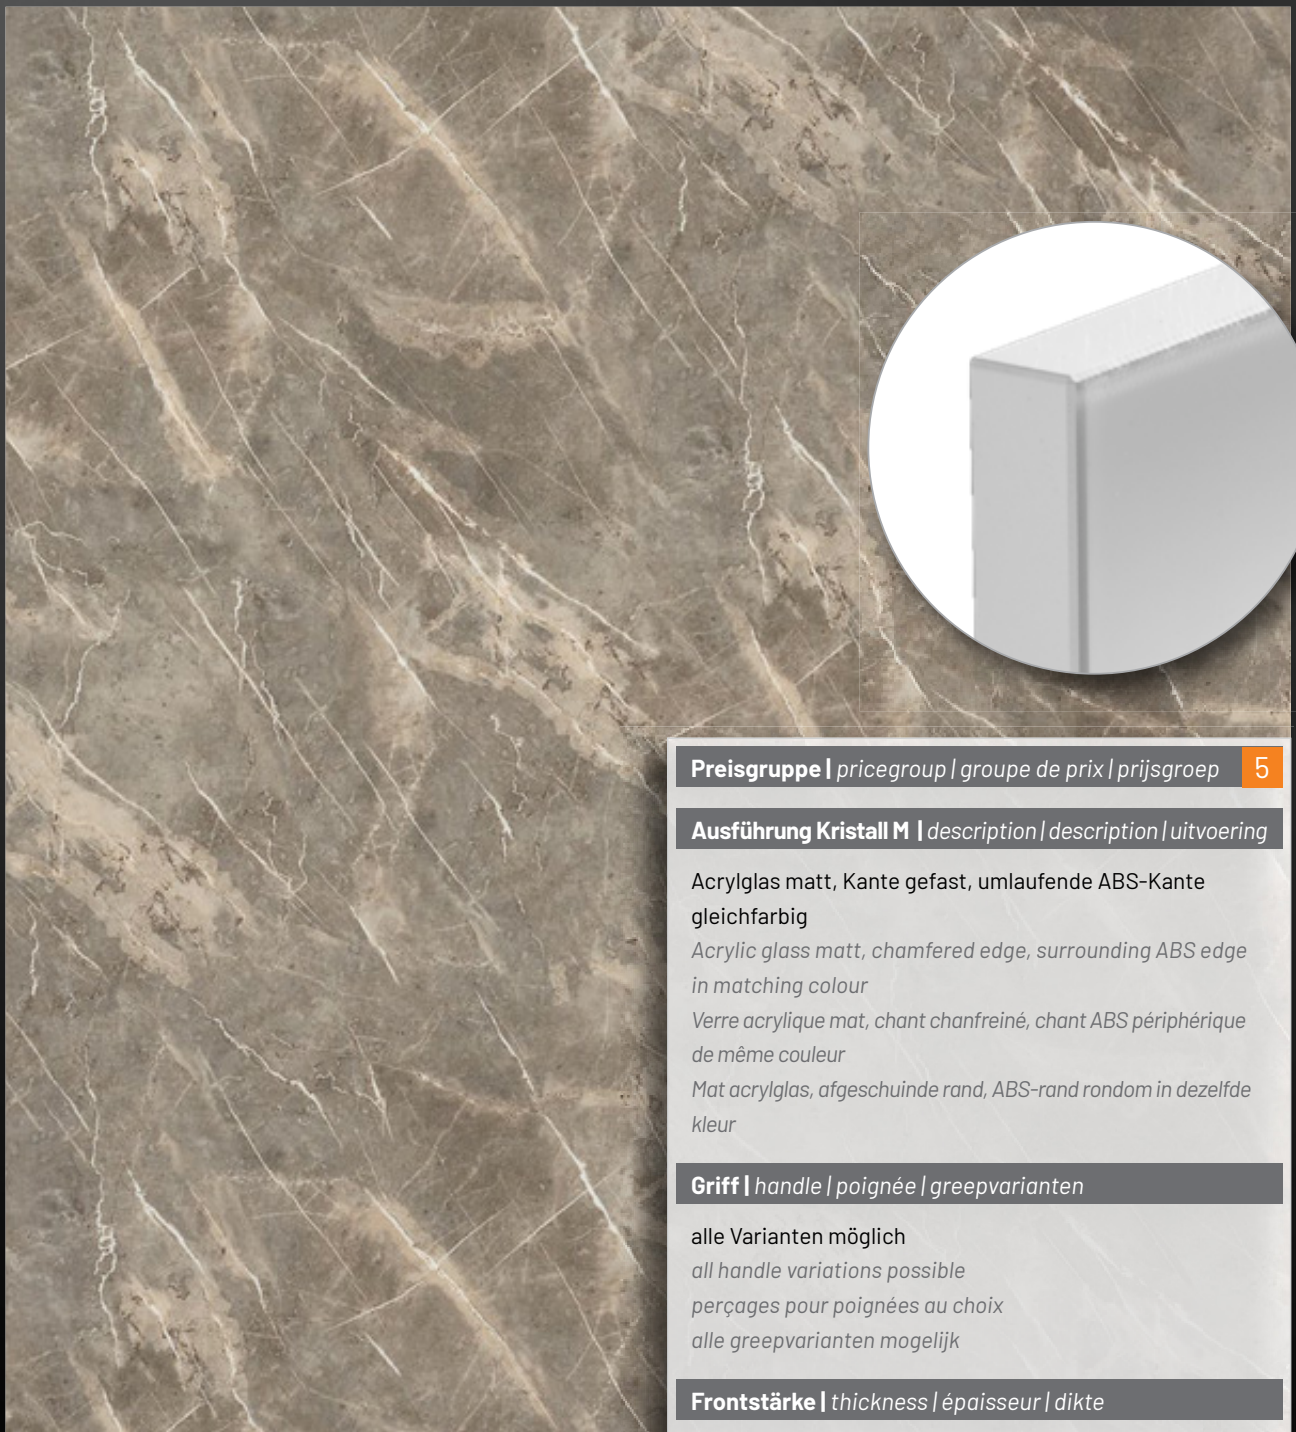 Preisgruppe | pricegroup | groupe de prix | prijsgroep 5
Ausführung Kristall M | description | description | uitvoering
Acrylglas matt, Kante gefast, umlaufende ABS-Kante
gleichfarbig
Acrylic glass matt, chamfered edge, surrounding ABS edge
in matching colour
Verre acrylique mat, chant chanfreiné, chant ABS périphérique
de même couleur
Mat acrylglas, afgeschuinde rand, ABS-rand rondom in dezelfde
kleur
Griff | handle | poignée | greepvarianten
alle Varianten möglich
all handle variations possible
perçages pour poignées au choix
alle greepvarianten mogelijk
Frontstärke | thickness | épaisseur | dikte